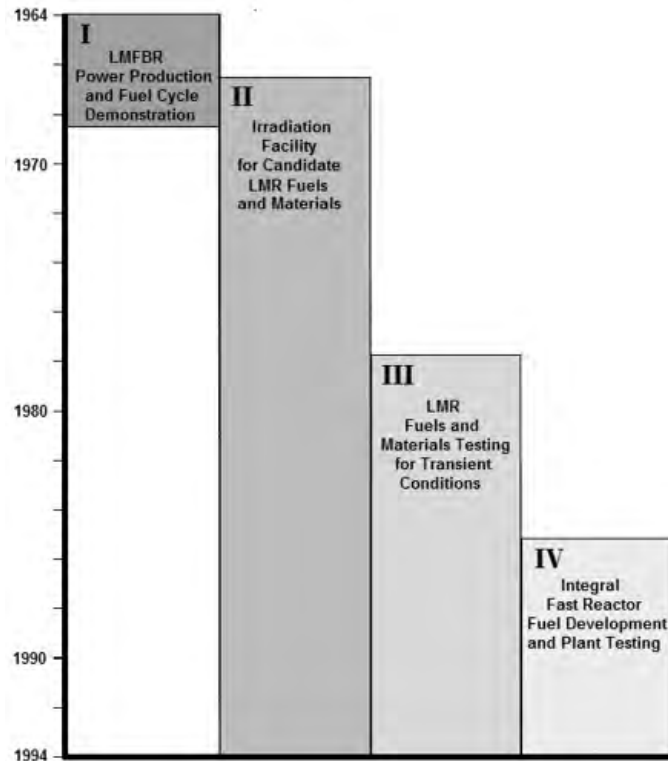 1964
I
LMFBR
Power Production
and Fuel Cycle
Demonstration
II
Irradiation
Facility
for Candidate
LMR Fuels
and Materials
1970
III
LMR
Fuels and
Materials Testing
for Transient
Conditions
1980
IV
Integral
Fast Reactor
Fuel Development
and Plant Testing
1990
1994